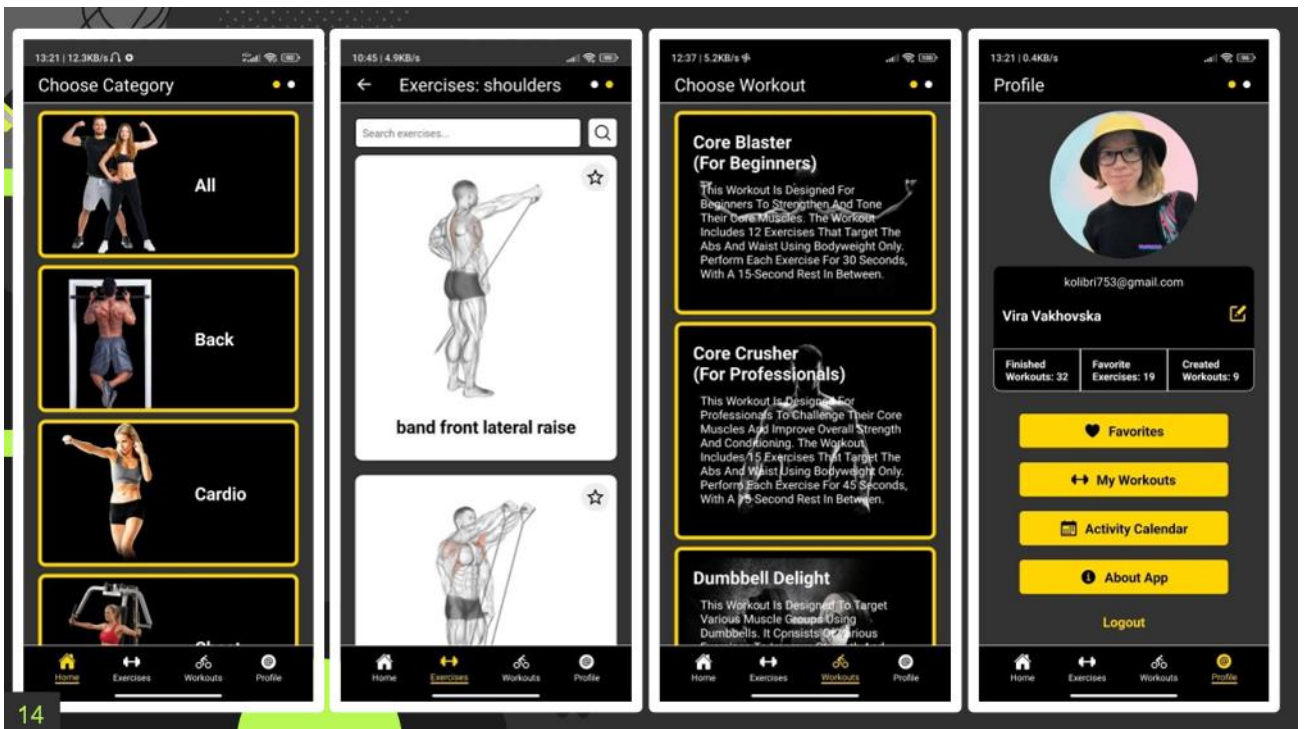 13:21 | 12.3KB/s
Choose Category
All
Back
Cardio
Home
Exercises
Workouts
Profile
10:45 | 4.9KB/s
Exercises: shoulders
Search exercises...
band front lateral raise
Home
Exercises
Workouts
Profile
12:37 | 5.2KB/s
100
Choose Workout
Core Blaster
(For Beginners)
This Workout Is Designed For
Beginners To Strengthen And Tone
Their Core Muscles. The Workout
Includes 12 Exercises That Target The
Abs And Waist Using Bodyweight Only.
Perform Each Exercise For 30 Seconds,
With A 15-Second Rest In Between.
Core Crusher
(For Professionals)
This Workout Is Designed For
Professionals To Challenge Their Core
Muscles And Improve Overall Strength
And Conditioning. The Workout
Includes 15 Exercises That Target The
Abs And Waist Using Bodyweight Only.
Perform Each Exercise For 45 Seconds,
With A 15-Second Rest In Between.
Dumbbell Delight
This Workout Is Designed To Target
Various Muscle Groups Using
Dumbbells. It Consists Of Various
Home
Exercises
Workouts
Profile
13:21 | 0.4KB/s
Profile
kolibri753@gmail.com
Vira Vakhovska
Finished
Workouts: 32
Favorite
Exercises: 19
Created
Workouts: 9
Favorites
My Workouts
Activity Calendar
About App
Logout
Home
Exercises
Workouts
Profile
14